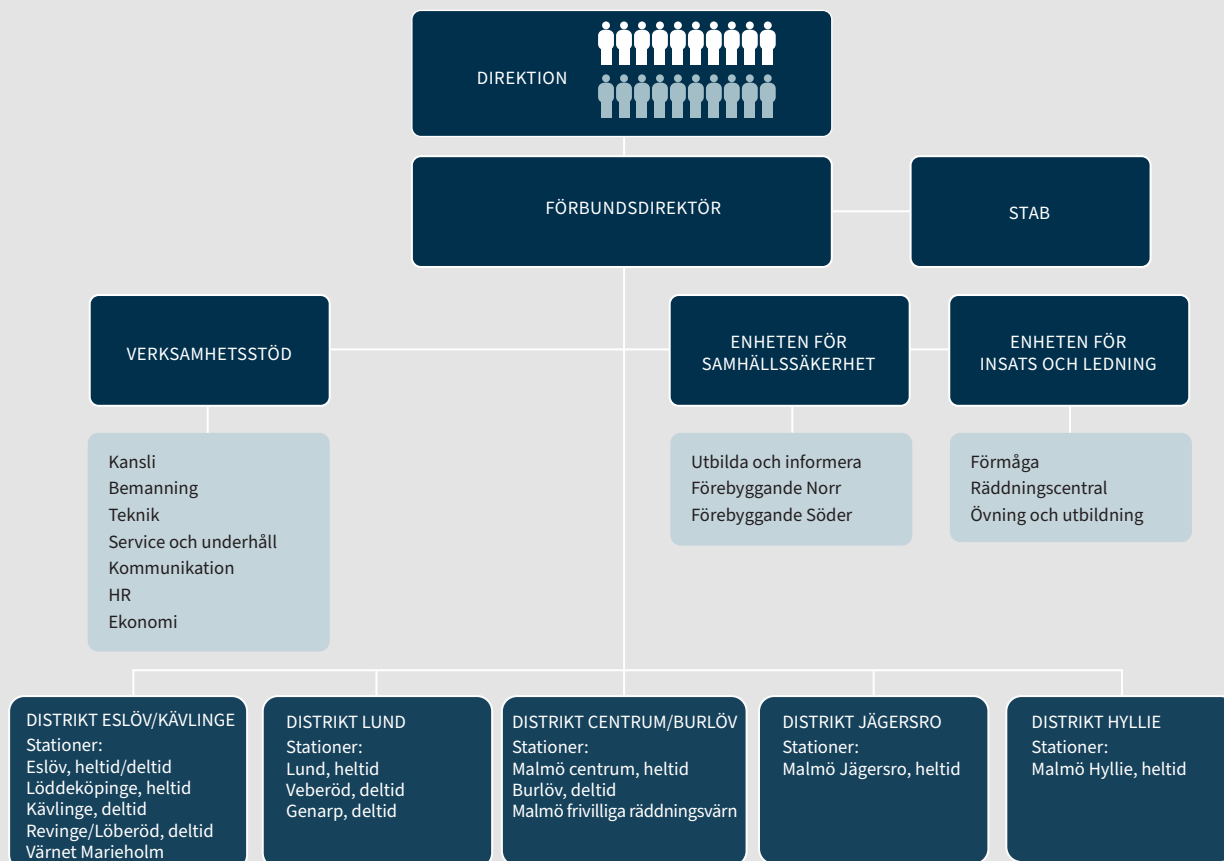 DIREKTION
FÖRBUNDSDIREKTÖR
STAB
VERKSAMHETSSTÖD
ENHETEN FÖR
SAMHÄLLSSÄKERHET
ENHETEN FÖR
INSATS OCH LEDNING
Kansli
Bemanning
Teknik
Service och underhåll
Kommunikation
HR
Ekonomi
Utbilda och informera
Förebyggande Norr
Förebyggande Söder
Förmåga
Räddningscentral
Övning och utbildning
DISTRIKT ESLÖV/KÄVLINGE
Stationer:
Eslöv, heltid/deltid
Löddeköpinge, heltid
Kävlinge, deltid
Revinge/Löberöd, deltid
Värnet Marieholm
DISTRIKT LUND
Stationer:
Lund, heltid
Veberöd, deltid
Genarp, deltid
DISTRIKT CENTRUM/BURLÖV
Stationer:
Malmö centrum, heltid
Burlöv, deltid
Malmö frivilliga räddningsvärn
DISTRIKT JÄGERSRO
Stationer:
Malmö Jägersro, heltid
DISTRIKT HYLLIE
Stationer:
Malmö Hyllie, heltid